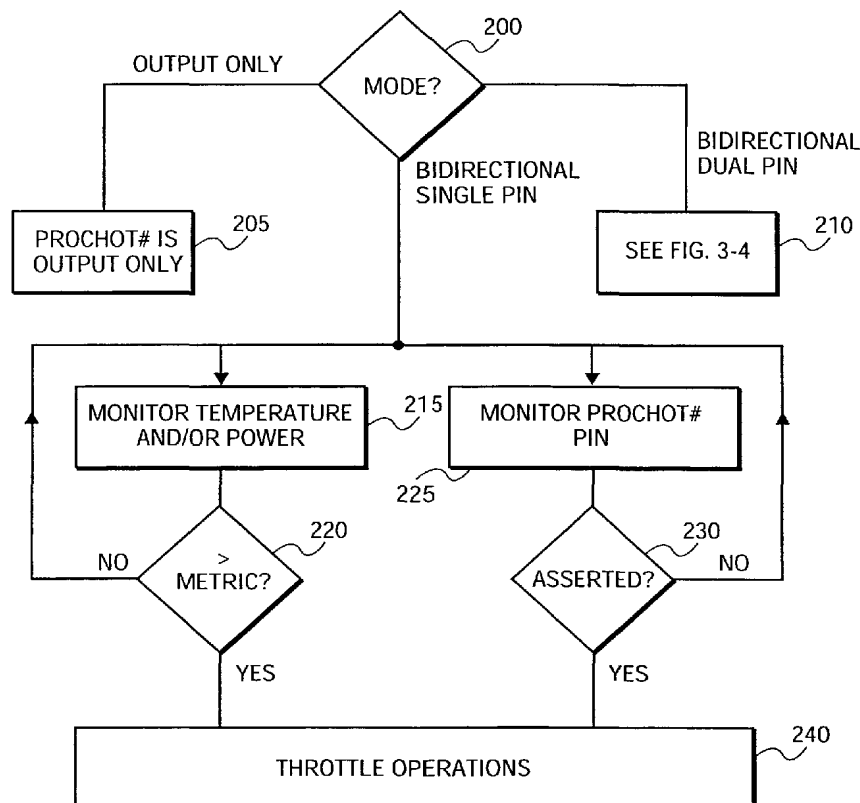 200
OUTPUT ONLY
MODE?
BIDIRECTIONAL
SINGLE PIN
BIDIRECTIONAL
DUAL PIN
PROCHOT# IS
OUTPUT ONLY
205
SEE FIG. 3-4
210
MONITOR TEMPERATURE
AND/OR POWER
215
MONITOR PROCHOT#
PIN
225
>
METRIC?
220
NO
YES
ASSERTED?
230
NO
YES
THROTTLE OPERATIONS
240